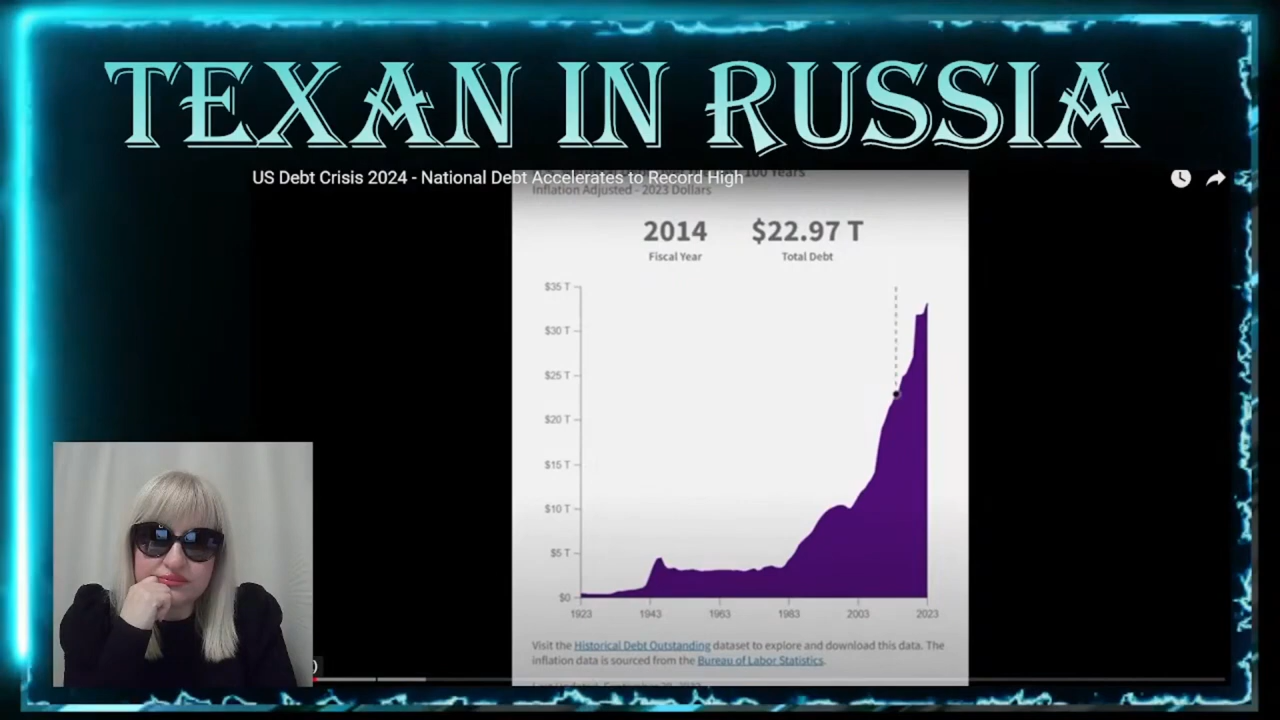 TEXAN IN RUSSIA
US Debt Crisis 2024 - National Debt Accelerates to Record High
100 Years
Inflation Adjusted - 2023 Dollars
2014 $22.97 T
Fiscal Year Total Debt
$35 T
$30 T
$25 T
$20 T
$15 T
$10 T
$5 T
$0
1923 1943 1963 1983 2003 2023
Visit the Historical Debt Outstanding dataset to explore and download this data. The
inflation data is sourced from the Bureau of Labor Statistics.